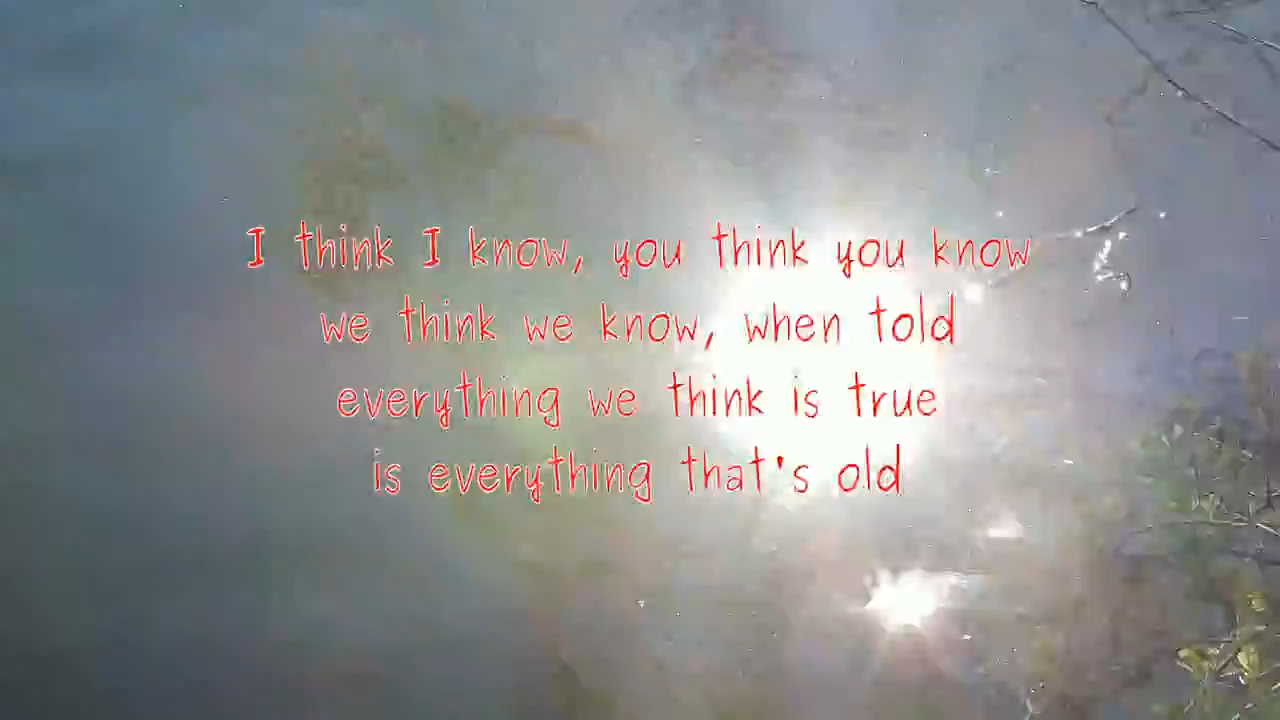 I think I know, you think you know
we think we know, when told
everything we think is true
is everything that's old